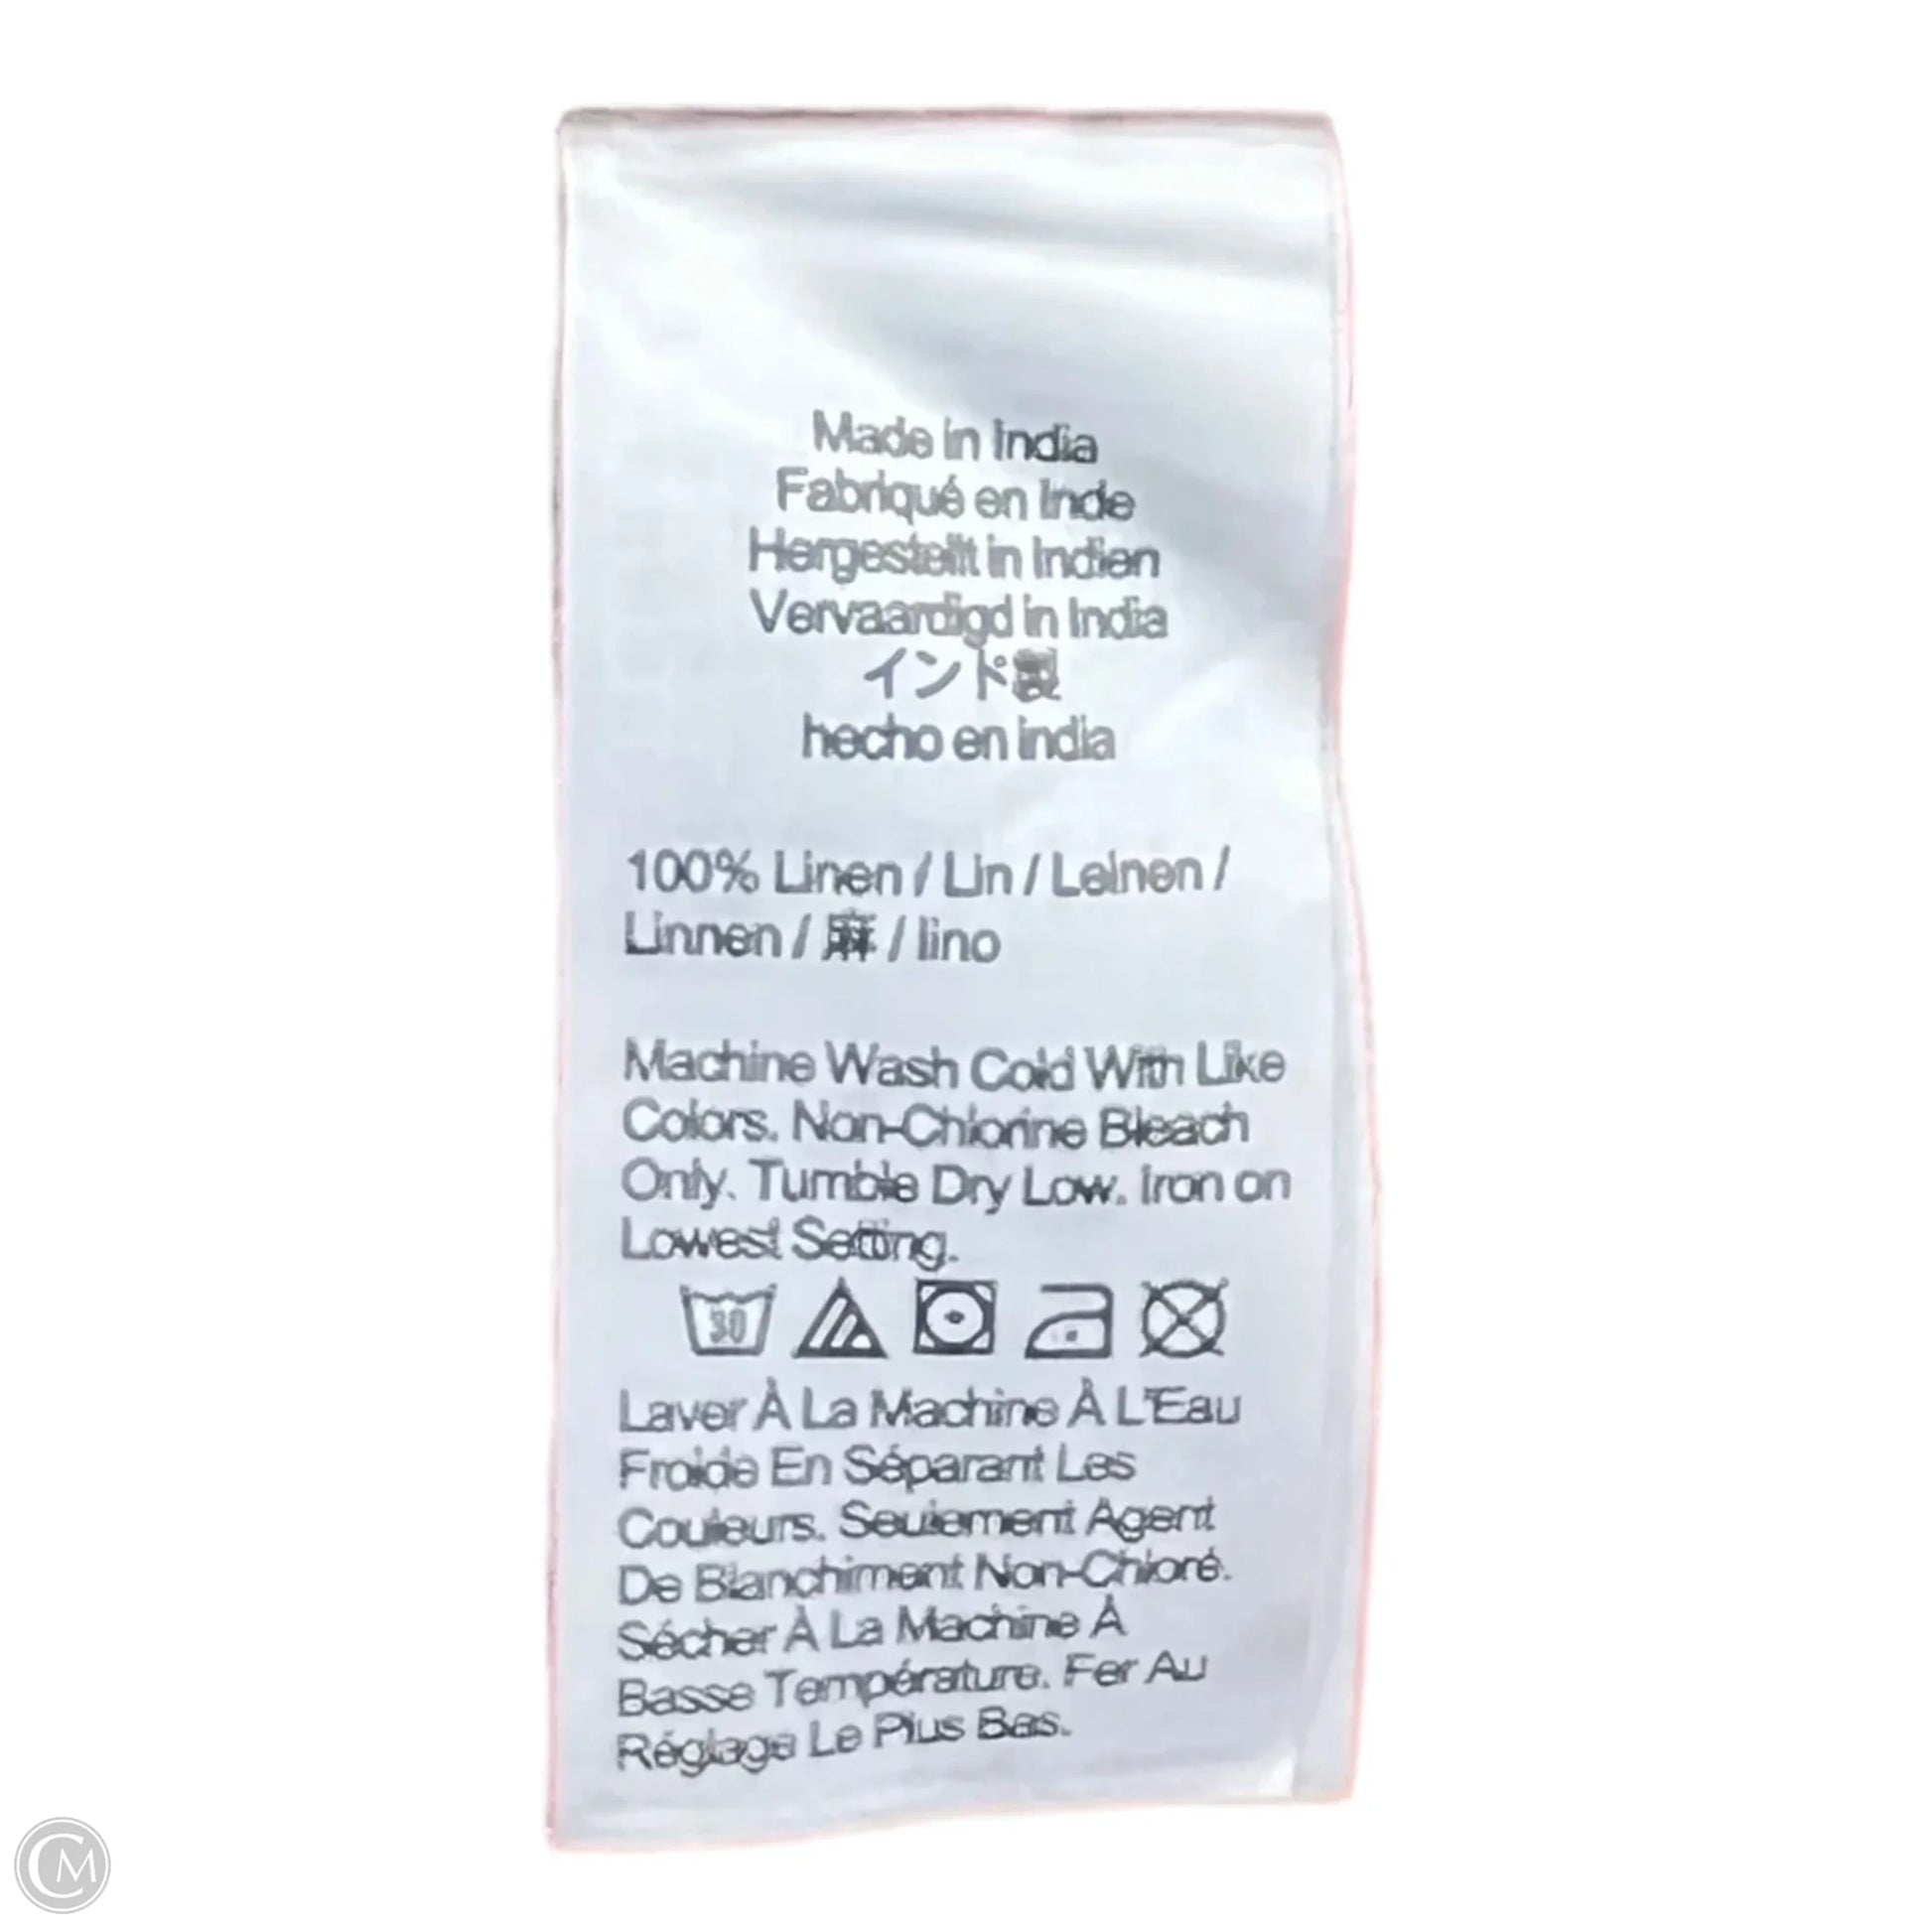 Made in India
Fabriqué en Inde
Hergestellt in Indien
Vervaardigd in India
インド製
hecho en india
100% Linen / Lin / Leinen /
Linnen / 麻 / lino
Machine Wash Cold With Like
Colors. Non-Chlorine Bleach
Only. Tumble Dry Low. Iron on
Lowest Setting.
30
Laver À La Machine À L'Eau
Froide En Séparant Les
Couleurs. Seulement Agent
De Blanchiment Non-Chloré.
Sécher À La Machine À
Basse Température. Fer Au
Réglage Le Plus Bas.
CM